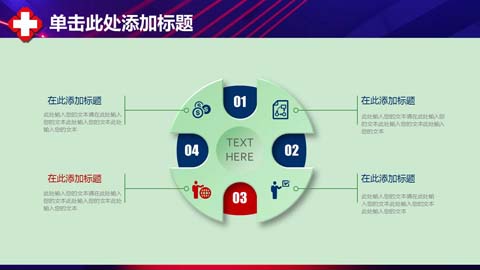 单击此处添加标题
在此添加标题
此处输入您的文本请在此处输入
您的文本此处输入您的文本此处
输入您的文本
在此添加标题
此处输入您的文本请在此处输
入您的文本此处输入您的文本
此处输入您的文本
01
02
03
04
TEXT
HERE
在此添加标题
此处输入您的文本请在此处输
入您的文本此处输入您的文本
此处输入您的文本
在此添加标题
此处输入您的文本请在此处
输入您的文本此处输入您的文本
此处输入您的文本